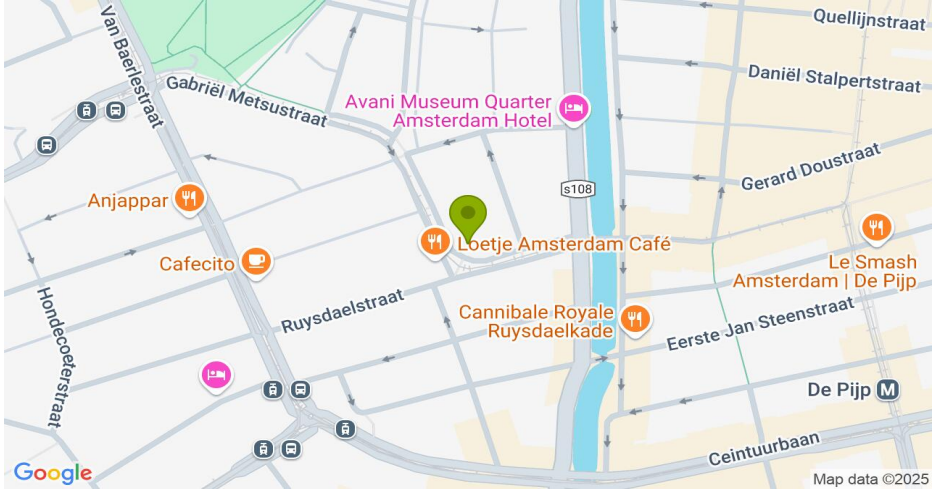 Quellijnstraat
Van Baerlestraat
Daniël Stalpertstraat
Gabriël Metsustraat
Avani Museum Quarter
Amsterdam Hotel
Gerard Doustraat
s108
Anjappar
Loetje Amsterdam Café
Cafecito
Le Smash
Amsterdam | De Pijp
Hondecoeterstraat
Ruysdaelstraat
Cannibale Royale
Ruysdaelkade
Eerste Jan Steenstraat
De Pijp M
Ceintuurbaan
Google
Map data ©2025